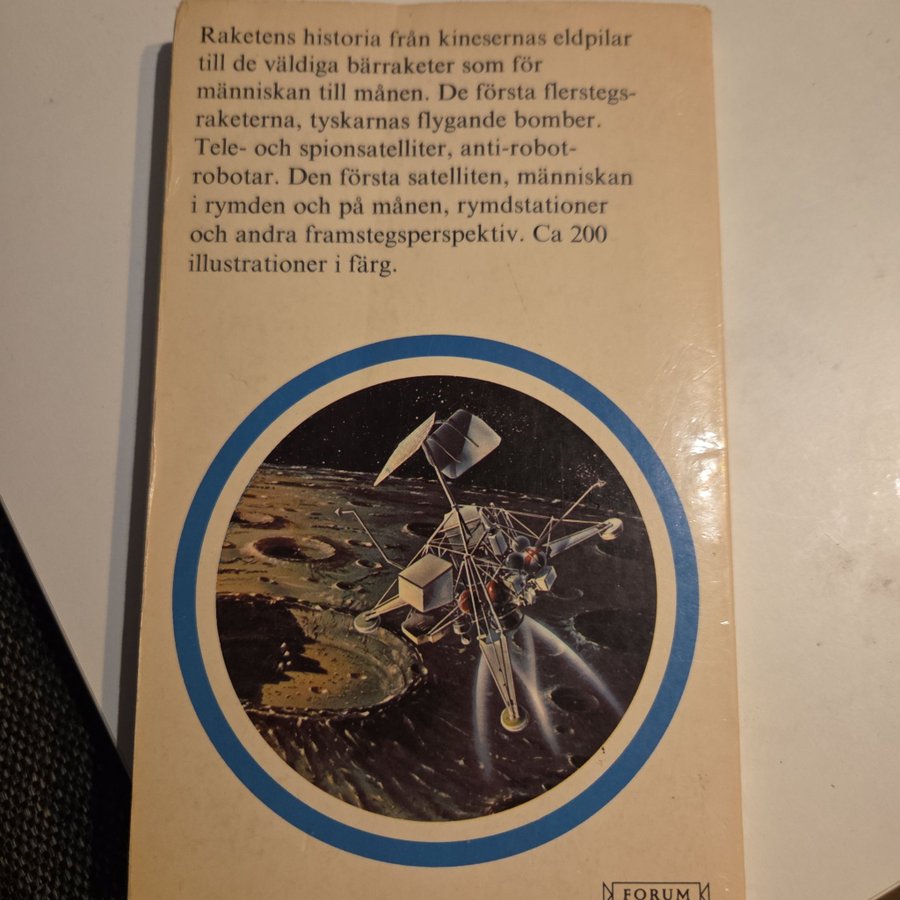 Raketens historia från kinesernas eldpilar
till de väldiga bärraketer som för
människan till månen. De första flerstegs-
raketerna, tyskarnas flygande bomber.
Tele- och spionsatelliter, anti-robot-
robotar. Den första satelliten, människan
i rymden och på månen, rymdstationer
och andra framstegsperspektiv. Ca 200
illustrationer i färg.
FORUM